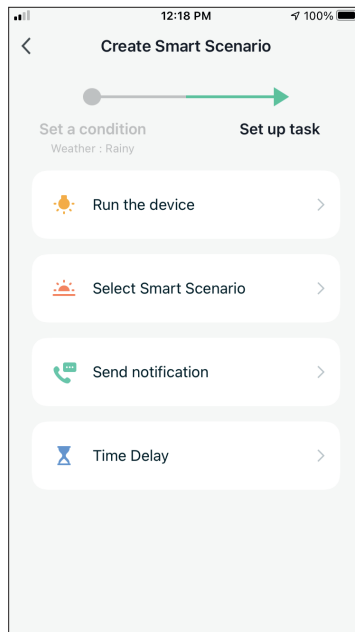 12:18 PM
100%
Create Smart Scenario
Set a condition
Set up task
Weather : Rainy
Run the device
Select Smart Scenario
Send notification
Time Delay